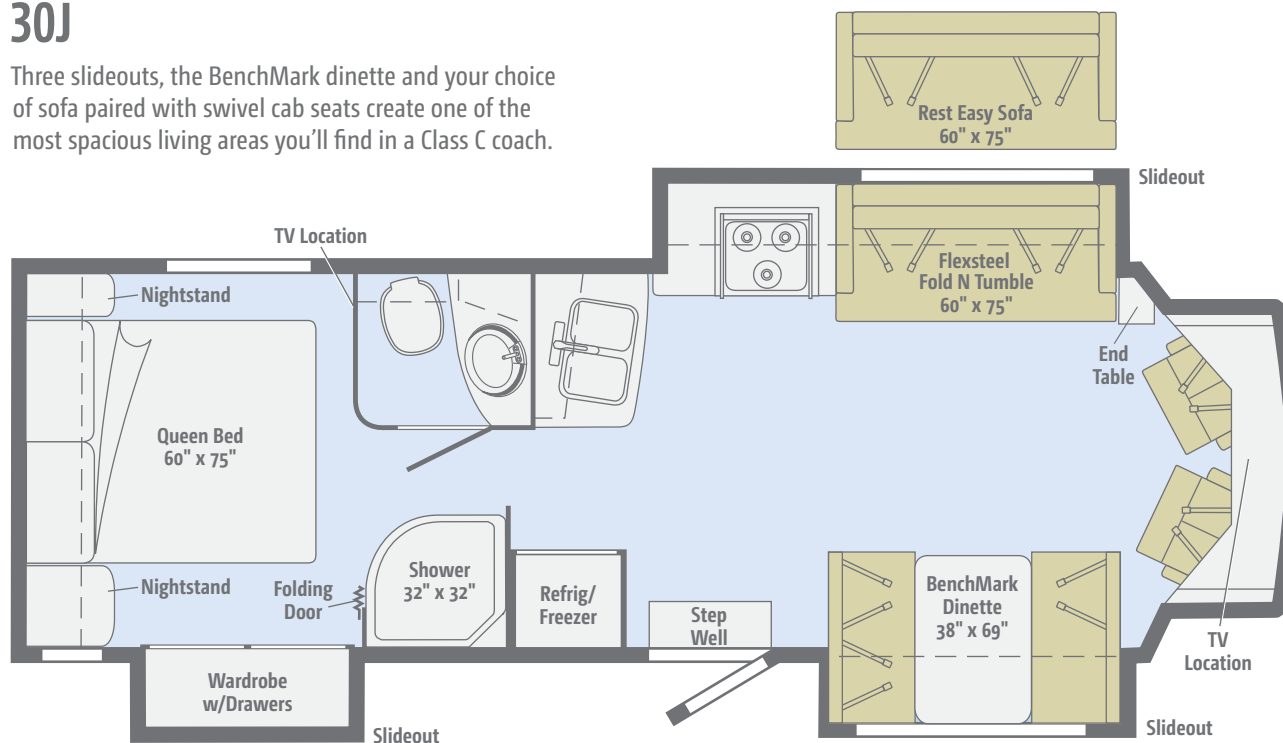 30J
Three slideouts, the BenchMark dinette and your choice
of sofa paired with swivel cab seats create one of the
most spacious living areas you'll find in a Class C coach.
Rest Easy Sofa
60" x 75"
Slideout
TV Location
Nightstand
Flexsteel
Fold N Tumble
60" x 75"
End
Table
Queen Bed
60" x 75"
Nightstand
Folding
Door
Shower
32" x 32"
Refrig/
Freezer
Step
Well
BenchMark
Dinette
38" x 69"
TV
Location
Wardrobe
w/Drawers
Slideout
Slideout